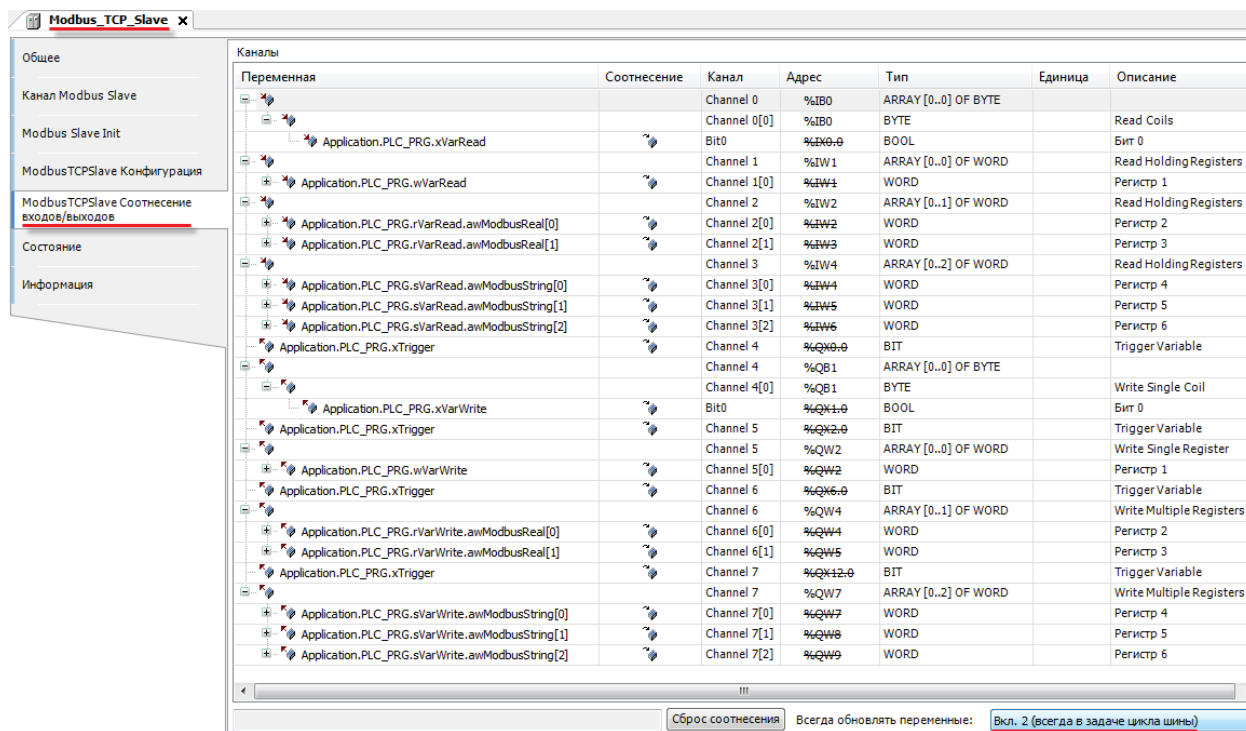 Modbus_TCP_Slave X
Общее
Канал Modbus Slave
Modbus Slave Init
ModbusTCPSlave Конфигурация
ModbusTCPSlave Соотнесение
входов/выходов
Состояние
Информация
Каналы
Переменная Соотнесение Канал Адрес Тип Единица Описание
Channel 0 %IB0 ARRAY [0..0] OF BYTE
Channel 0[0] %IB0 BYTE Read Coils
Application.PLC_PRG.xVarRead Bit0 %IX0.0 BOOL Бит 0
Channel 1 %IW1 ARRAY [0..0] OF WORD Read Holding Registers
Application.PLC_PRG.wVarRead Channel 1[0] %IW1 WORD Регистр 1
Channel 2 %IW2 ARRAY [0..1] OF WORD Read Holding Registers
Application.PLC_PRG.rVarRead.awModbusReal[0] Channel 2[0] %IW2 WORD Регистр 2
Application.PLC_PRG.rVarRead.awModbusReal[1] Channel 2[1] %IW3 WORD Регистр 3
Channel 3 %IW4 ARRAY [0..2] OF WORD Read Holding Registers
Application.PLC_PRG.sVarRead.awModbusString[0] Channel 3[0] %IW4 WORD Регистр 4
Application.PLC_PRG.sVarRead.awModbusString[1] Channel 3[1] %IW5 WORD Регистр 5
Application.PLC_PRG.sVarRead.awModbusString[2] Channel 3[2] %IW6 WORD Регистр 6
Application.PLC_PRG.xTrigger Channel 4 %QX0.0 BIT Trigger Variable
Channel 4 %QB1 ARRAY [0..0] OF BYTE
Channel 4[0] %QB1 BYTE Write Single Coil
Application.PLC_PRG.xVarWrite Bit0 %QX1.0 BOOL Бит 0
Application.PLC_PRG.xTrigger Channel 5 %QX2.0 BIT Trigger Variable
Channel 5 %QW2 ARRAY [0..0] OF WORD Write Single Register
Application.PLC_PRG.wVarWrite Channel 5[0] %QW2 WORD Регистр 1
Application.PLC_PRG.xTrigger Channel 6 %QX6.0 BIT Trigger Variable
Channel 6 %QW4 ARRAY [0..1] OF WORD Write Multiple Registers
Application.PLC_PRG.rVarWrite.awModbusReal[0] Channel 6[0] %QW4 WORD Регистр 2
Application.PLC_PRG.rVarWrite.awModbusReal[1] Channel 6[1] %QW5 WORD Регистр 3
Application.PLC_PRG.xTrigger Channel 7 %QX12.0 BIT Trigger Variable
Channel 7 %QW7 ARRAY [0..2] OF WORD Write Multiple Registers
Application.PLC_PRG.sVarWrite.awModbusString[0] Channel 7[0] %QW7 WORD Регистр 4
Application.PLC_PRG.sVarWrite.awModbusString[1] Channel 7[1] %QW8 WORD Регистр 5
Application.PLC_PRG.sVarWrite.awModbusString[2] Channel 7[2] %QW9 WORD Регистр 6
Сброс соотнесения Всегда обновлять переменные: Вкл. 2 (всегда в задаче цикла шины)